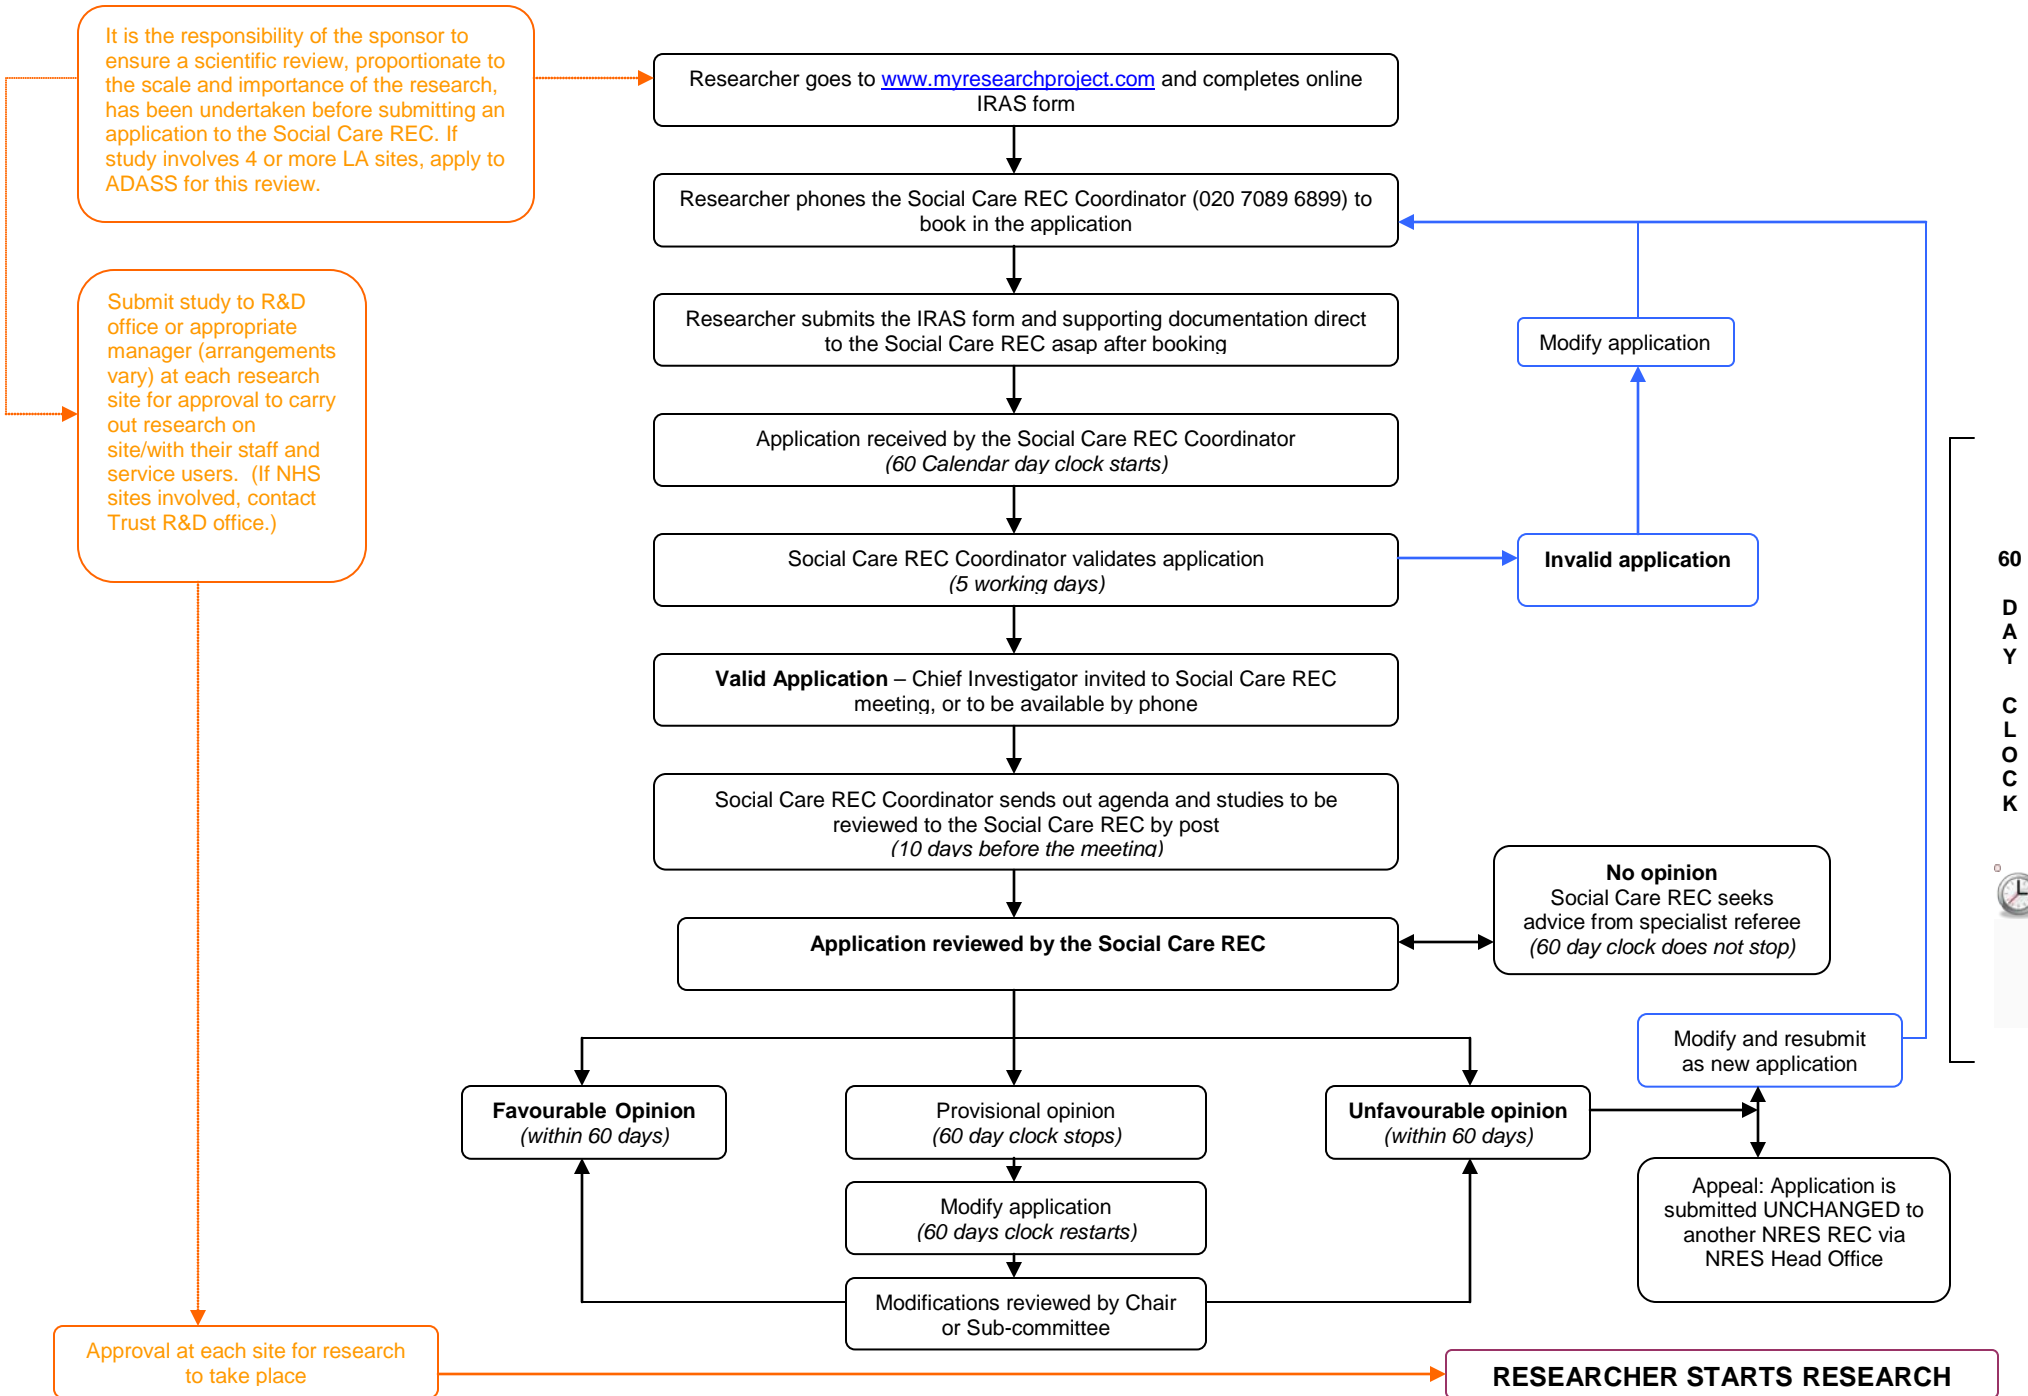 It is the responsibility of the sponsor to
ensure a scientific review, proportionate to
the scale and importance of the research,
has been undertaken before submitting an
application to the Social Care REC. If
study involves 4 or more LA sites, apply to
ADASS for this review.
Researcher goes to www.myresearchproject.com and completes online
IRAS form
Researcher phones the Social Care REC Coordinator (020 7089 6899) to
book in the application
Submit study to R&D
office or appropriate
manager (arrangements
vary) at each research
site for approval to carry
out research on
site/with their staff and
service users.  (If NHS
sites involved, contact
Trust R&D office.)
Researcher submits the IRAS form and supporting documentation direct
to the Social Care REC asap after booking
Modify application
Application received by the Social Care REC Coordinator
(60 Calendar day clock starts)
Social Care REC Coordinator validates application
(5 working days)
Invalid application
60
D
A
Y
C
L
O
C
K
Valid Application – Chief Investigator invited to Social Care REC
meeting, or to be available by phone
Social Care REC Coordinator sends out agenda and studies to be
reviewed to the Social Care REC by post
(10 days before the meeting)
No opinion
Social Care REC seeks
advice from specialist referee
(60 day clock does not stop)
Application reviewed by the Social Care REC
Modify and resubmit
as new application
Favourable Opinion
(within 60 days)
Provisional opinion
(60 day clock stops)
Unfavourable opinion
(within 60 days)
Modify application
(60 days clock restarts)
Appeal: Application is
submitted UNCHANGED to
another NRES REC via
NRES Head Office
Modifications reviewed by Chair
or Sub-committee
Approval at each site for research
to take place
RESEARCHER STARTS RESEARCH